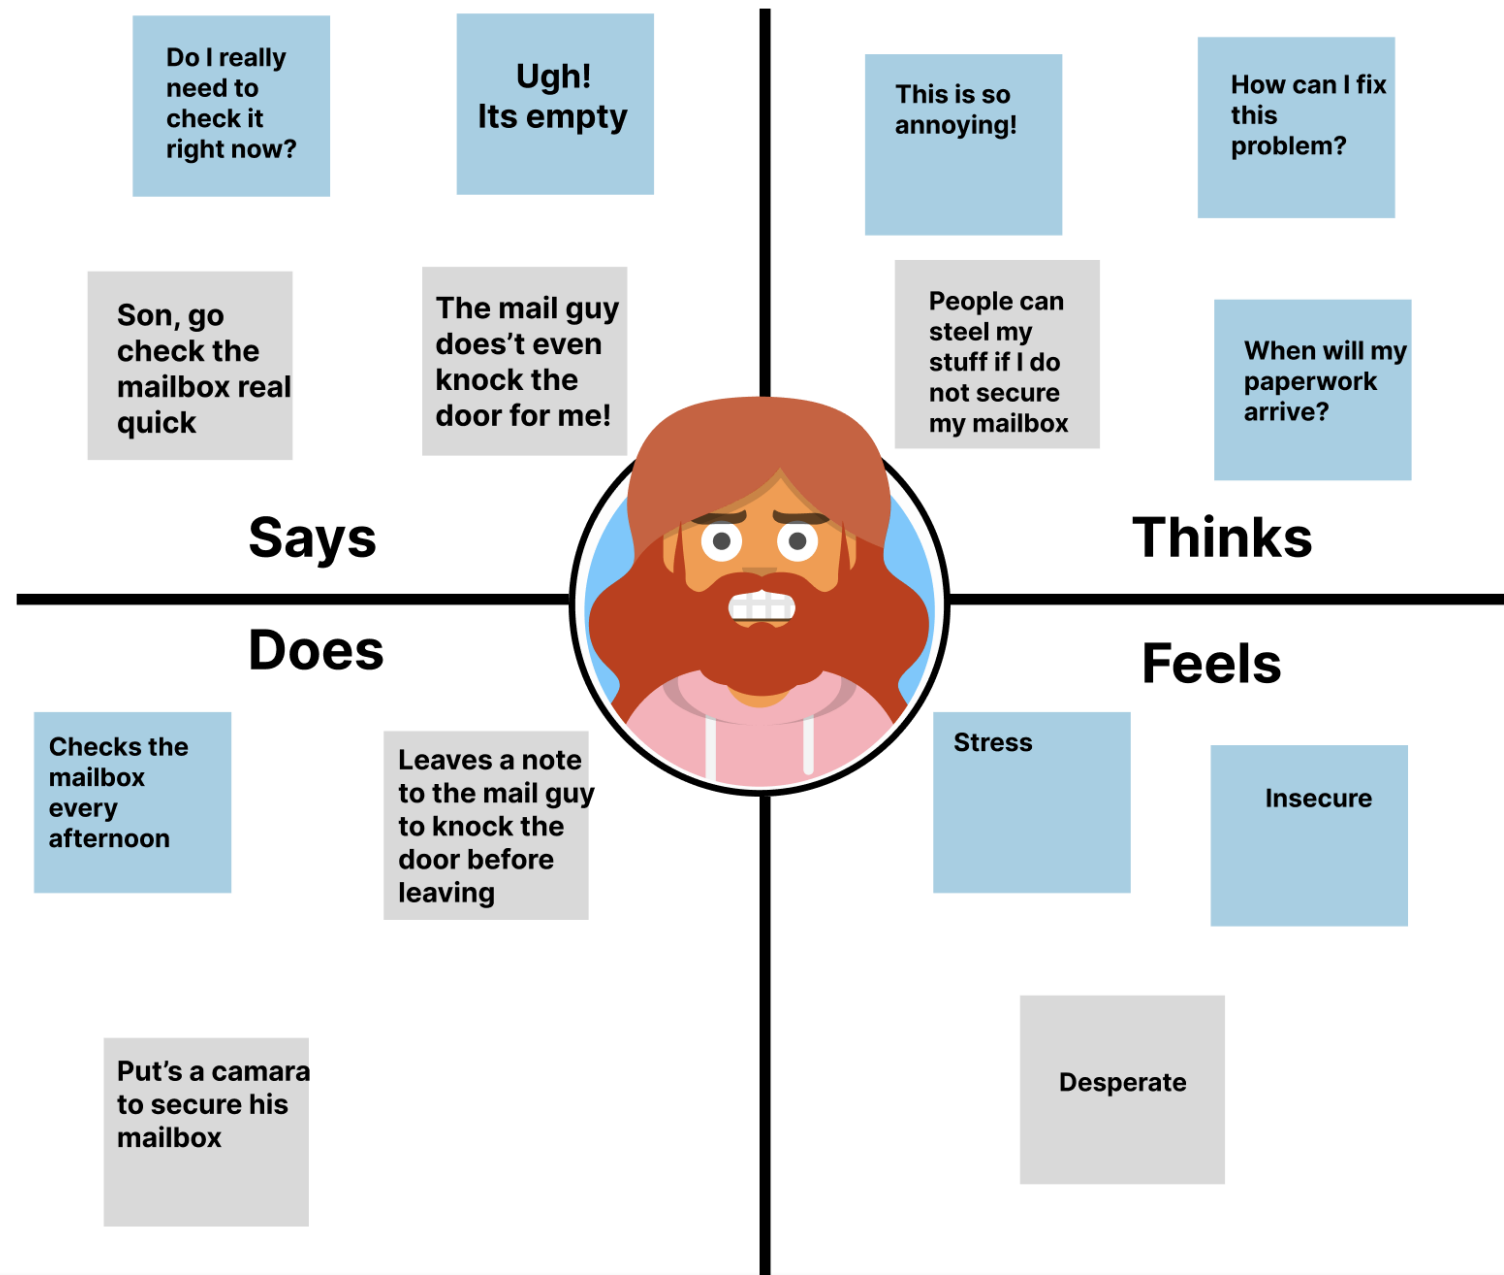 Do I really
need to
check it
right now?
Ugh!
Its empty
Son, go
check the
mailbox real
quick
The mail guy
does’t even
knock the
door for me!
Says
This is so
annoying!
How can I fix
this
problem?
People can
steel my
stuff if I do
not secure
my mailbox
When will my
paperwork
arrive?
Thinks
Does
Checks the
mailbox
every
afternoon
Leaves a note
to the mail guy
to knock the
door before
leaving
Put’s a camara
to secure his
mailbox
Feels
Stress
Insecure
Desperate